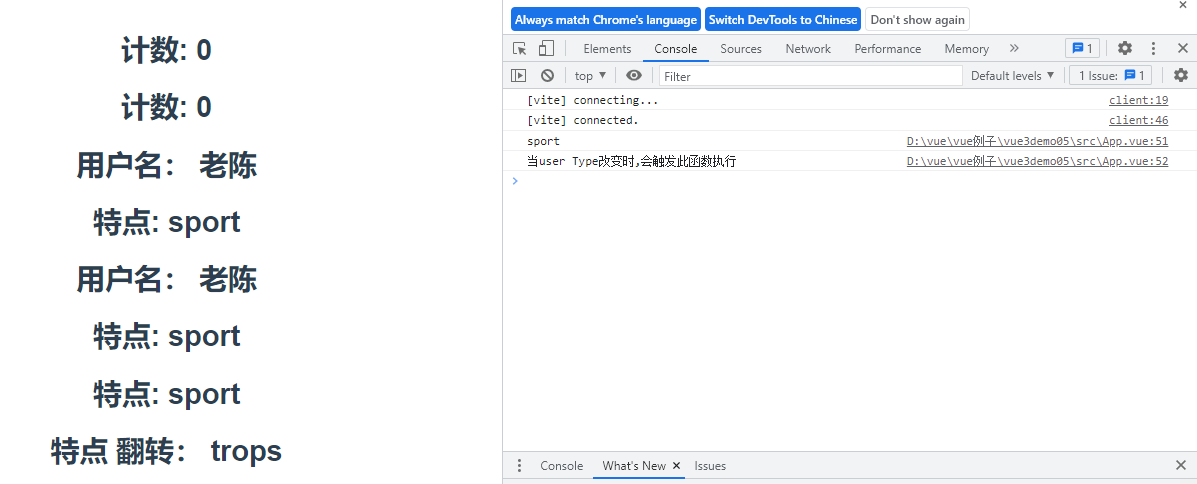 计数: 0
计数: 0
用户名： 老陈
特点: sport
用户名： 老陈
特点: sport
特点: sport
特点 翻转： trops
Always match Chrome's language Switch DevTools to Chinese Don't show again
Elements Console Sources Network Performance Memory 1
top Filter Default levels 1 Issue: 1
[vite] connecting... client:19
[vite] connected. client:46
sport D:\vue\vue例子\vue3demo05\src\App.vue:51
当user Type改变时,会触发此函数执行 D:\vue\vue例子\vue3demo05\src\App.vue:52
Console What's New Issues